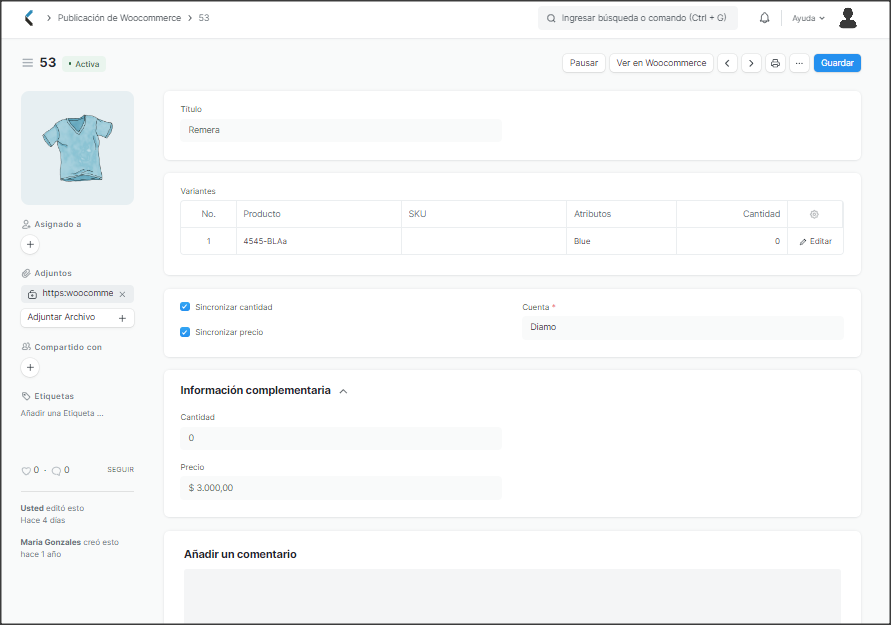 Publicación de Woocommerce
53
Ingresar búsqueda o comando (Ctrl + G)
Ayuda
53
Activa
Pausar
Ver en Woocommerce
Guardar
Asignado a
Adjuntos
https:woocomme
Adjuntar Archivo
Compartido con
Etiquetas
Añadir una Etiqueta ...
0 · 0
SEGUIR
Usted editó esto
Hace 4 días
Maria Gonzales creó esto
hace 1 año
Título
Remera
Variantes
No. Producto SKU Atributos Cantidad
1 4545-BLAa Blue 0 Editar
Sincronizar cantidad
Sincronizar precio
Cuenta *
Diamo
Información complementaria
Cantidad
0
Precio
$ 3.000,00
Añadir un comentario